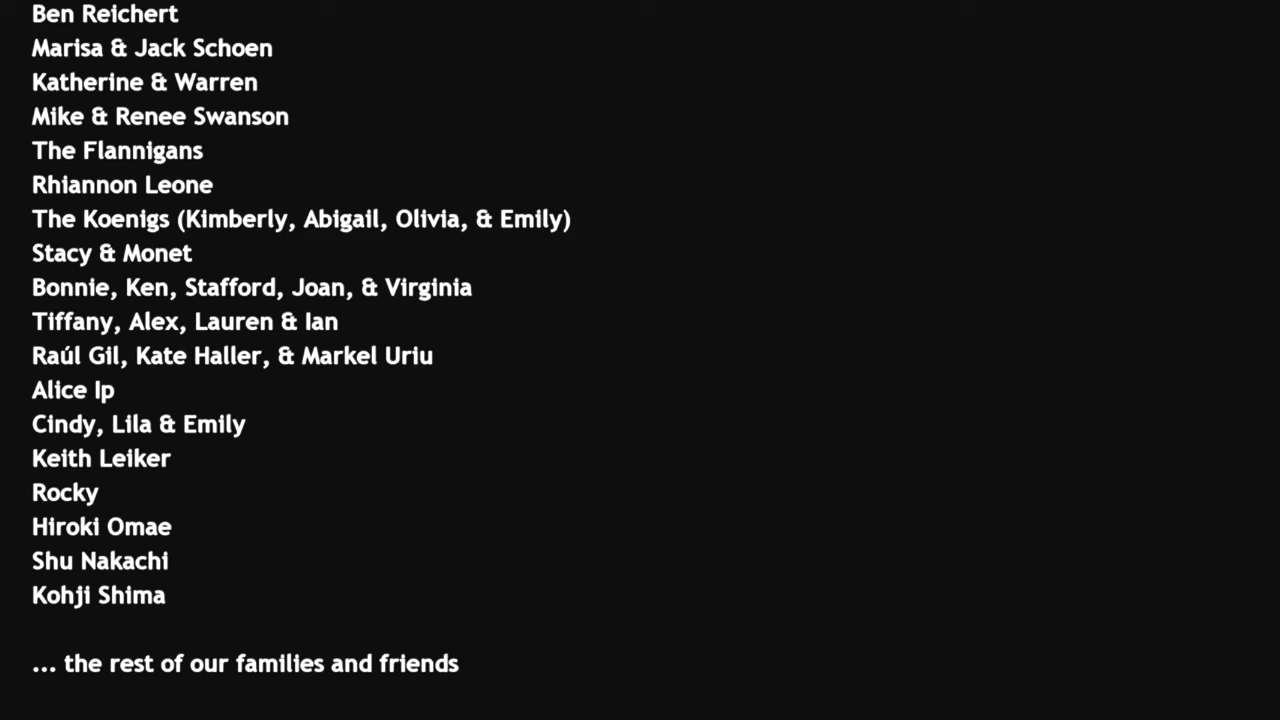 Ben Reichert
Marisa & Jack Schoen
Katherine & Warren
Mike & Renee Swanson
The Flannigans
Rhiannon Leone
The Koenigs (Kimberly, Abigail, Olivia, & Emily)
Stacy & Monet
Bonnie, Ken, Stafford, Joan, & Virginia
Tiffany, Alex, Lauren & Ian
Raúl Gil, Kate Haller, & Markel Uriu
Alice Ip
Cindy, Lila & Emily
Keith Leiker
Rocky
Hiroki Omae
Shu Nakachi
Kohji Shima
... the rest of our families and friends